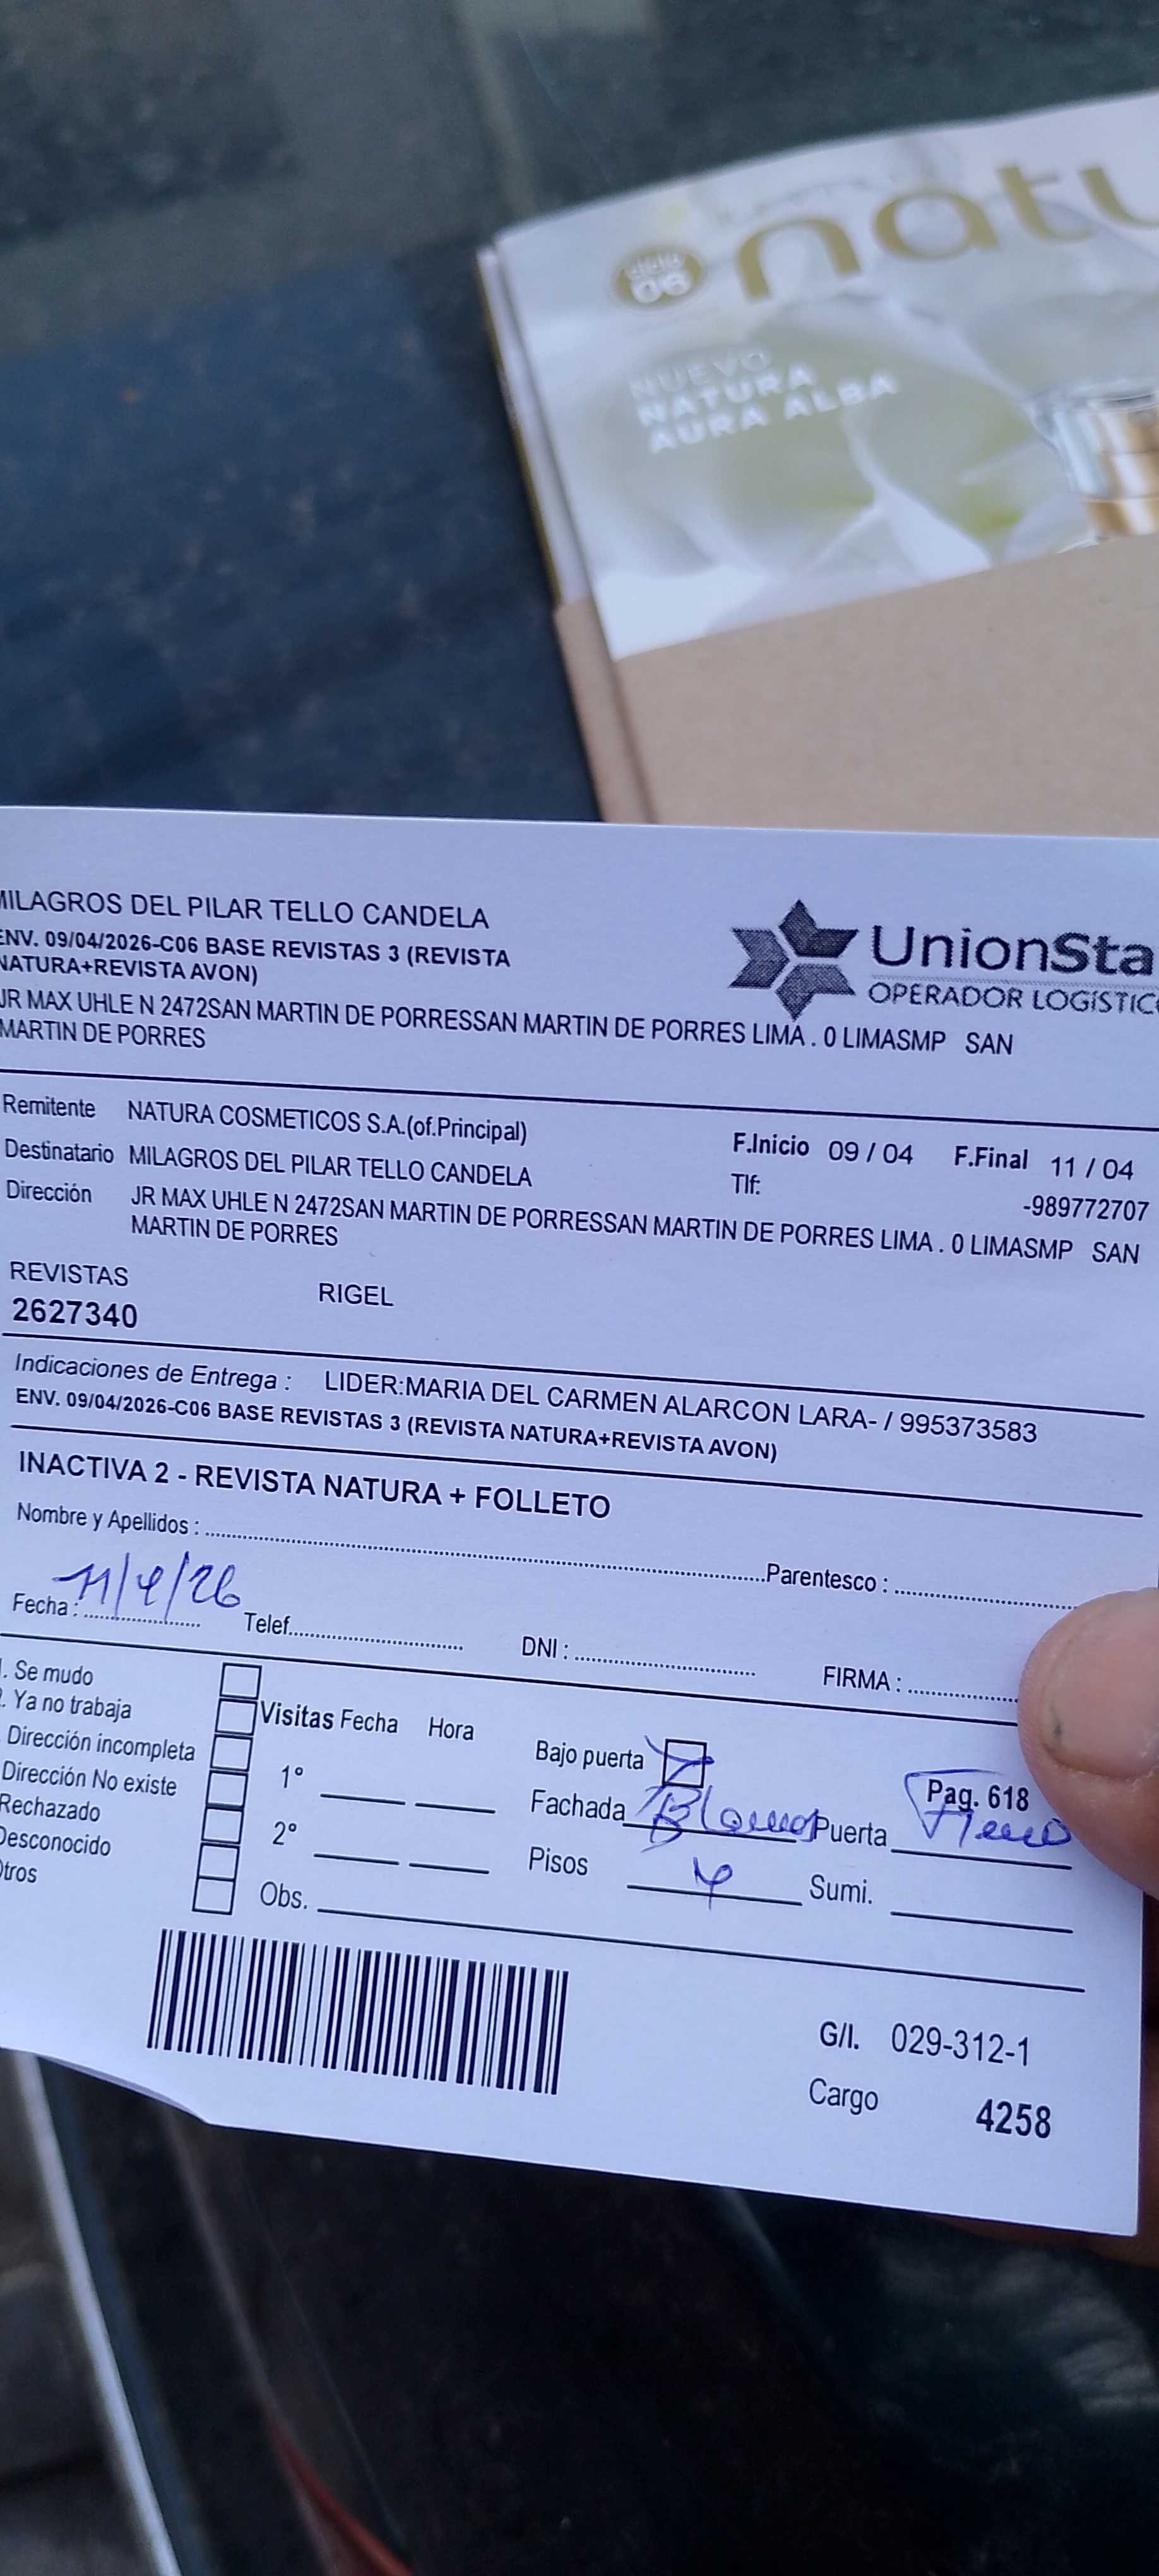 06
natu
NUEVO
NATURA
AURA ALBA
MILAGROS DEL PILAR TELLO CANDELA
ENV. 09/04/2026-C06 BASE REVISTAS 3 (REVISTA
NATURA+REVISTA AVON)
JR MAX UHLE N 2472SAN MARTIN DE PORRESSAN MARTIN DE PORRES LIMA . 0 LIMASMP SAN
MARTIN DE PORRES
UnionSta
OPERADOR LOGÍSTICO
Remitente NATURA COSMETICOS S.A.(of.Principal)
F.Inicio 09 / 04 F.Final 11 / 04
Destinatario MILAGROS DEL PILAR TELLO CANDELA
Tlf: -989772707
Dirección JR MAX UHLE N 2472SAN MARTIN DE PORRESSAN MARTIN DE PORRES LIMA . 0 LIMASMP SAN
MARTIN DE PORRES
REVISTAS RIGEL
2627340
Indicaciones de Entrega : LIDER:MARIA DEL CARMEN ALARCON LARA- / 995373583
ENV. 09/04/2026-C06 BASE REVISTAS 3 (REVISTA NATURA+REVISTA AVON)
INACTIVA 2 - REVISTA NATURA + FOLLETO
Nombre y Apellidos : Parentesco :
Fecha : 11/4/26 Telef. DNI : FIRMA :
1. Se mudo
2. Ya no trabaja
Dirección incompleta
Dirección No existe
Rechazado
Desconocido
Otros
Visitas Fecha Hora
1°
2°
Obs.
Bajo puerta
Pag. 618
Fachada Blanco Puerta
Pisos 4 Sumi.
G/I. 029-312-1
Cargo 4258